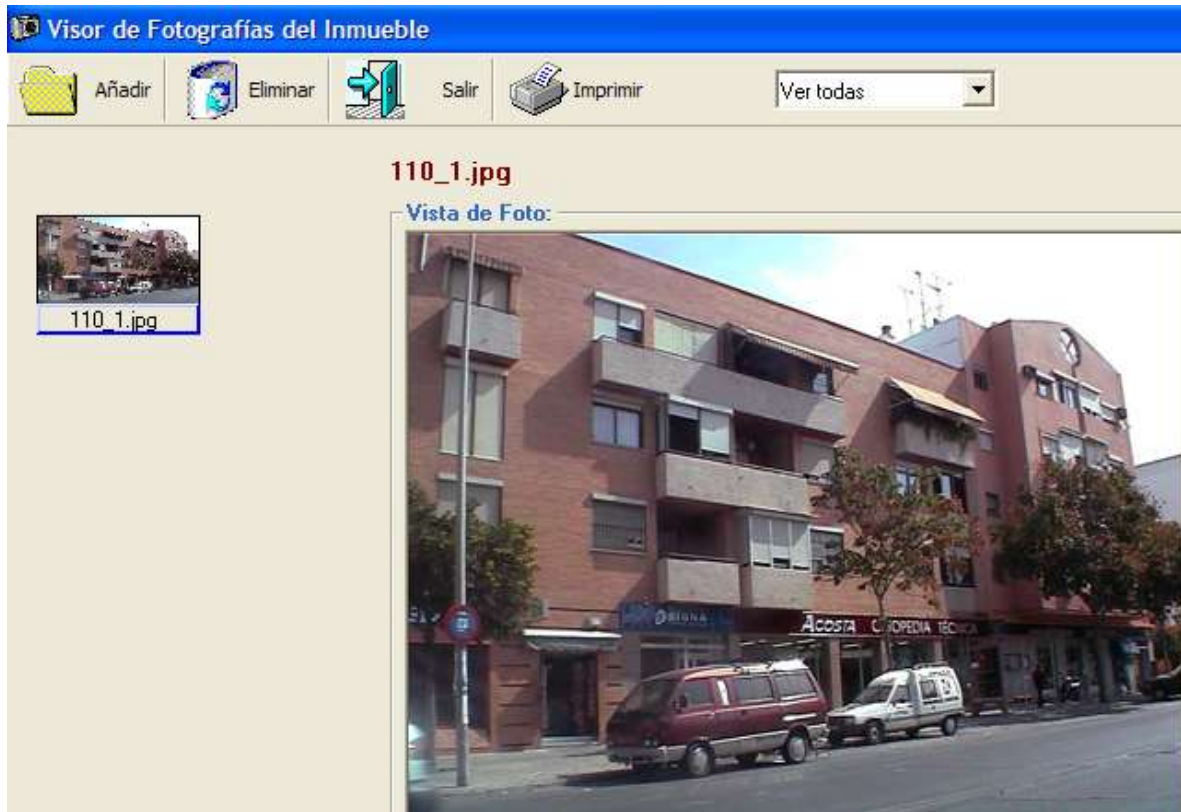 Visor de Fotografías del Inmueble
Añadir Eliminar Salir Imprimir Ver todas
110_1.jpg
Vista de Foto:
110_1.jpg
ACOSTA ORTOPEDIA TÉCNICA